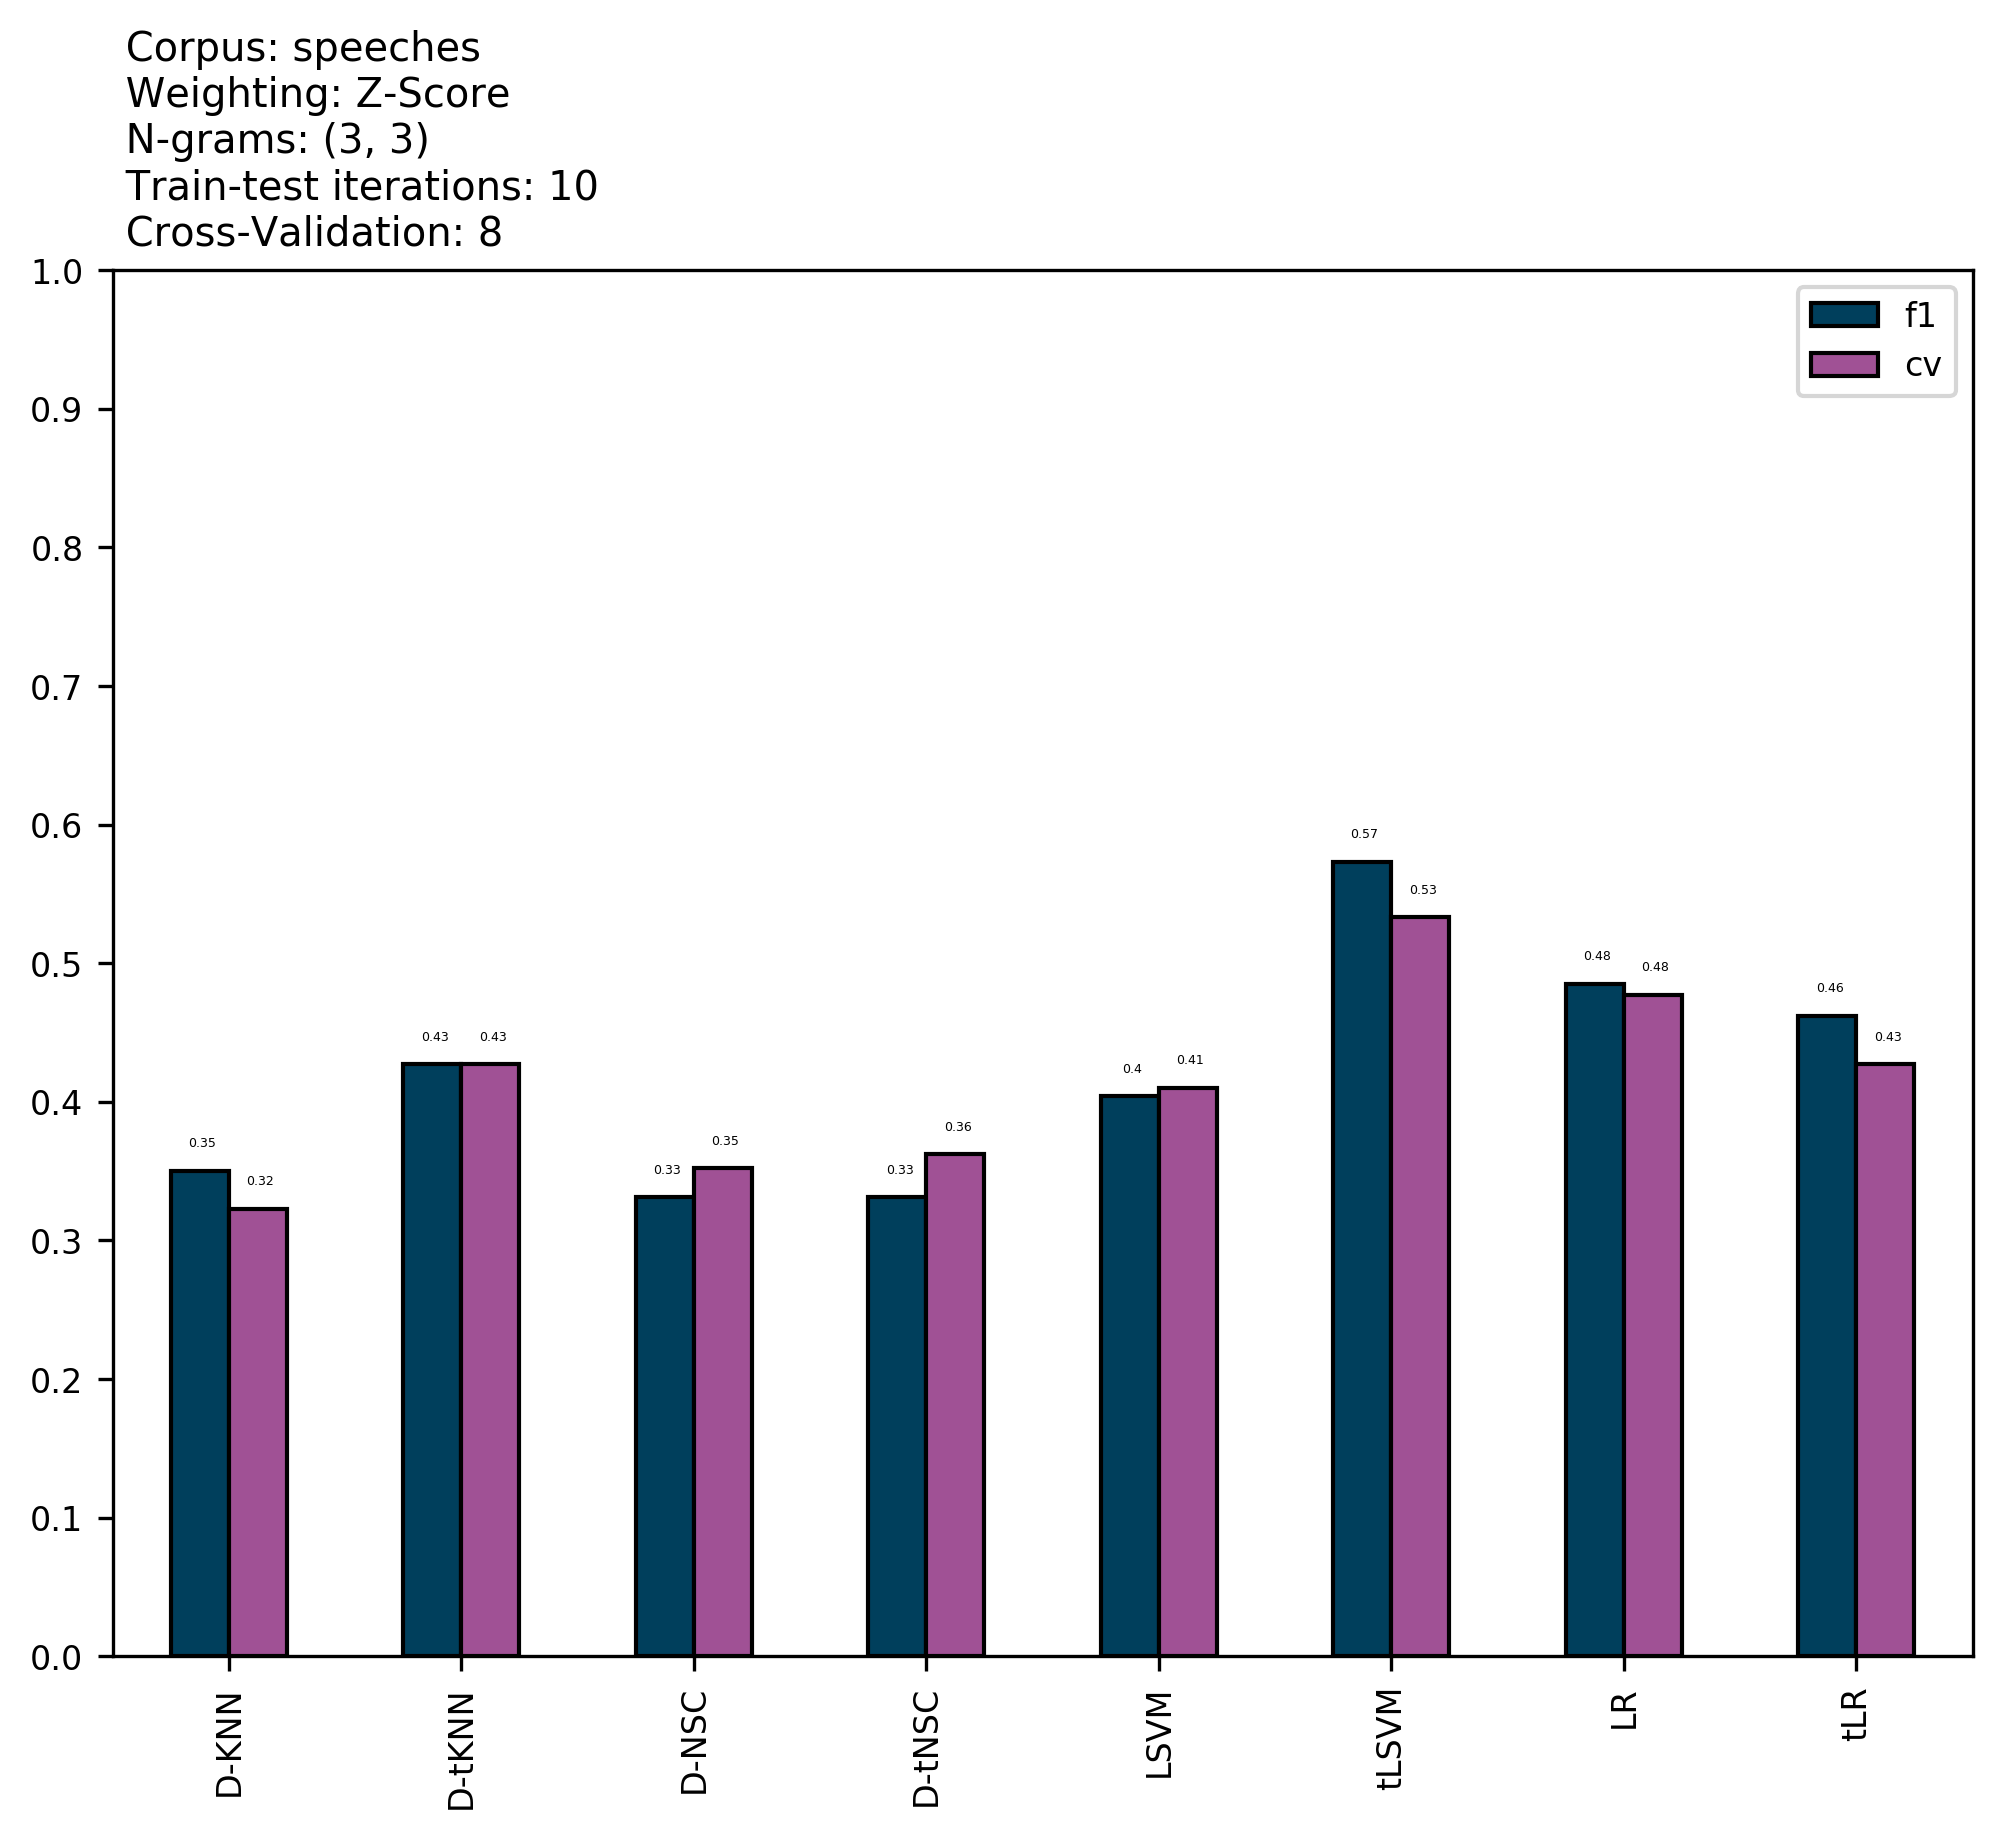 Corpus: speeches
Weighting: Z-Score
N-grams: (3, 3)
Train-test iterations: 10
Cross-Validation: 8
1.0
0.9
0.8
0.7
0.6
0.5
0.4
0.3
0.2
0.1
0.0
f1
cv
0.35
0.32
0.43
0.43
0.33
0.35
0.33
0.36
0.4
0.41
0.57
0.53
0.48
0.48
0.46
0.43
D-KNN
D-tKNN
D-NSC
D-tNSC
LSVM
tLSVM
LR
tLR